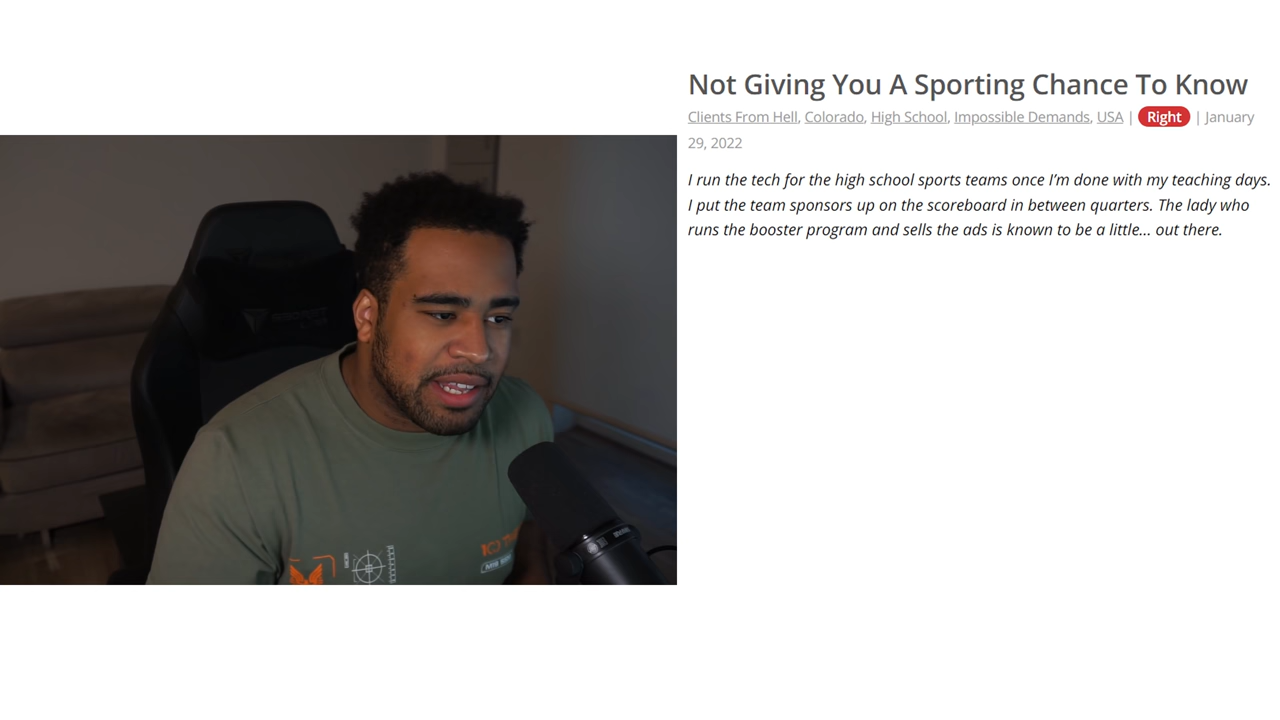 Not Giving You A Sporting Chance To Know
Clients From Hell, Colorado, High School, Impossible Demands, USA | Right | January
29, 2022
I run the tech for the high school sports teams once I'm done with my teaching days.
I put the team sponsors up on the scoreboard in between quarters. The lady who
runs the booster program and sells the ads is known to be a little... out there.